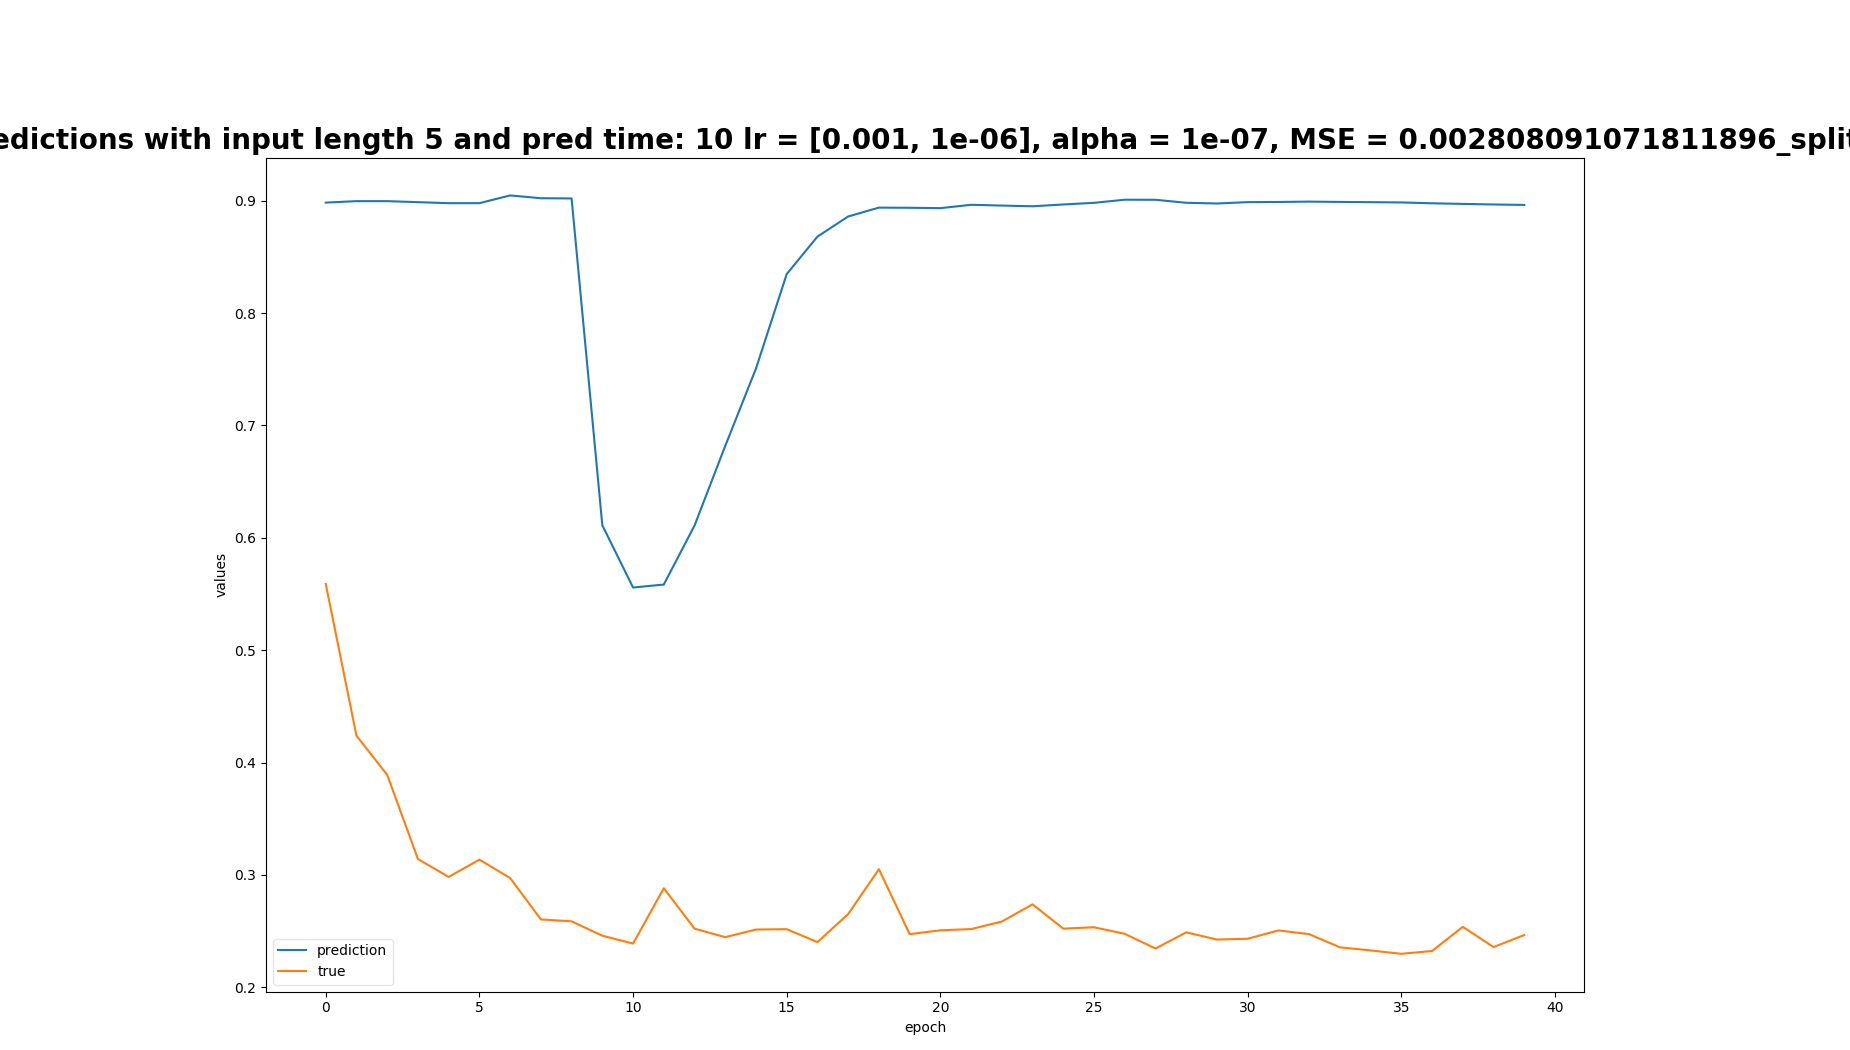 edictions with input length 5 and pred time: 10 lr = [0.001, 1e-06], alpha = 1e-07, MSE = 0.002808091071811896_split
0.9
0.8
0.7
0.6
0.5
0.4
0.3
0.2
values
prediction
true
0 5 10 15 20 25 30 35 40
epoch